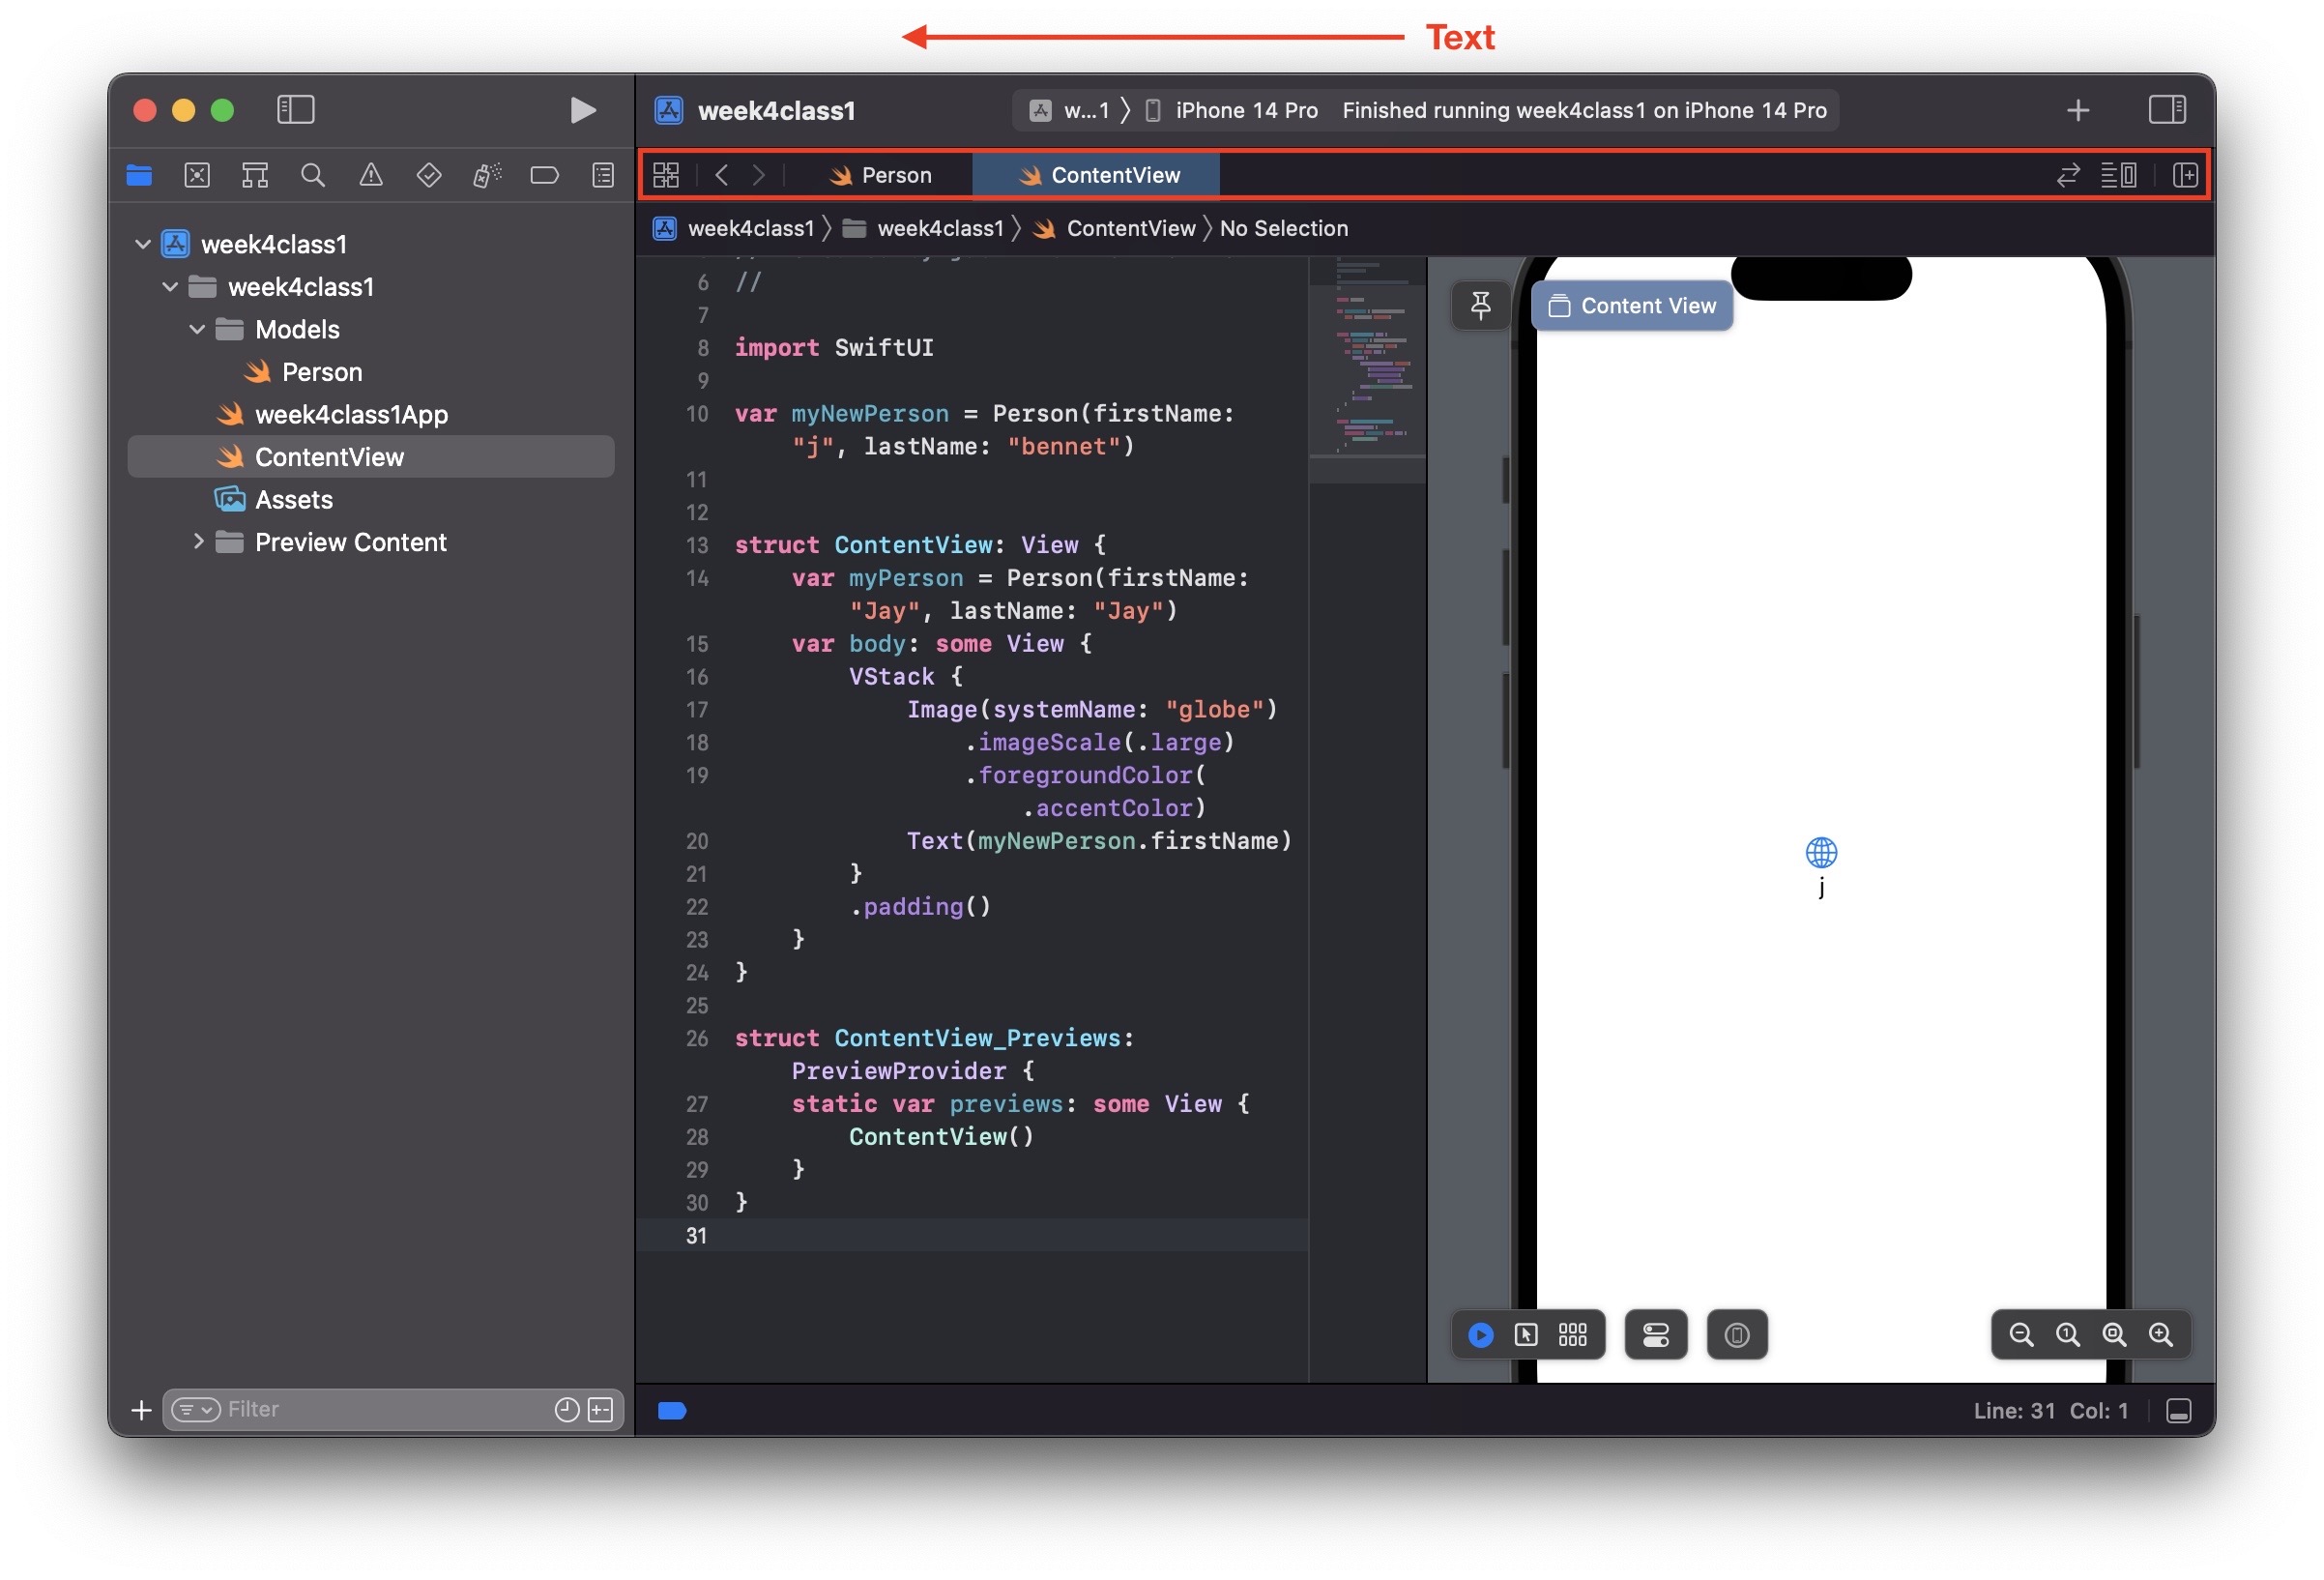 Text
week4class1
w...1 〉 iPhone 14 Pro Finished running week4class1 on iPhone 14 Pro
Person
ContentView
week4class1 〉 week4class1 〉 ContentView 〉 No Selection
week4class1
week4class1
Models
Person
week4class1App
ContentView
Assets
Preview Content
Filter
6 //
7
8 import SwiftUI
9
10 var myNewPerson = Person(firstName:
"j", lastName: "bennet")
11
12
13 struct ContentView: View {
14 var myPerson = Person(firstName:
"Jay", lastName: "Jay")
15 var body: some View {
16 VStack {
17 Image(systemName: "globe")
18 .imageScale(.large)
19 .foregroundColor(
.accentColor)
20 Text(myNewPerson.firstName)
21 }
22 .padding()
23 }
24 }
25
26 struct ContentView_Previews:
PreviewProvider {
27 static var previews: some View {
28 ContentView()
29 }
30 }
31
Content View
j
Line: 31 Col: 1